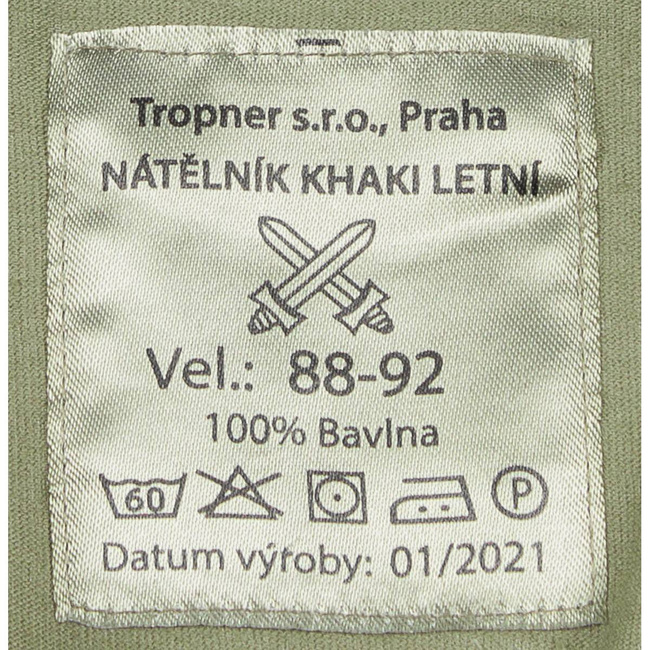 Tropner s.r.o., Praha
NÁTĚLNÍK KHAKI LETNÍ
Vel.: 88-92
100% Bavlna
60 P
Datum výroby: 01/2021